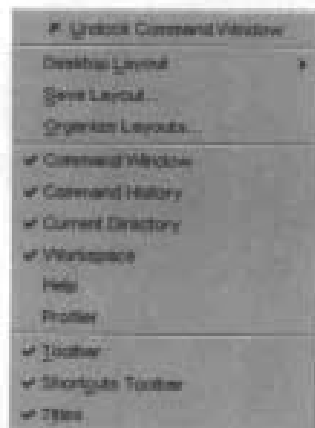 Undock Command Window
Desktop Layout
Save Layout...
Organize Layouts...
Command Window
Command History
Current Directory
Workspace
Help
Profiler
Toolbar
Shortcuts Toolbar
Titles